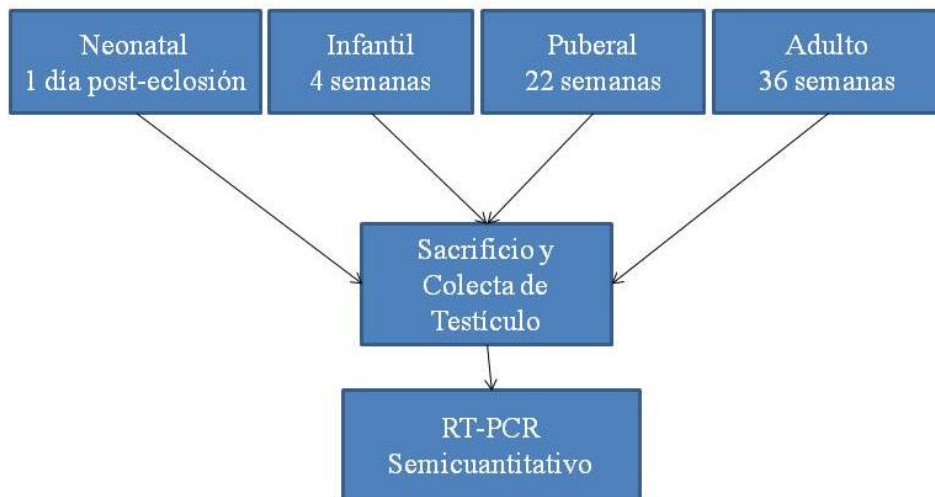 Neonatal
1 día post-eclosión
Infantil
4 semanas
Puberal
22 semanas
Adulto
36 semanas
Sacrificio y
Colecta de
Testículo
RT-PCR
Semicuantitativo